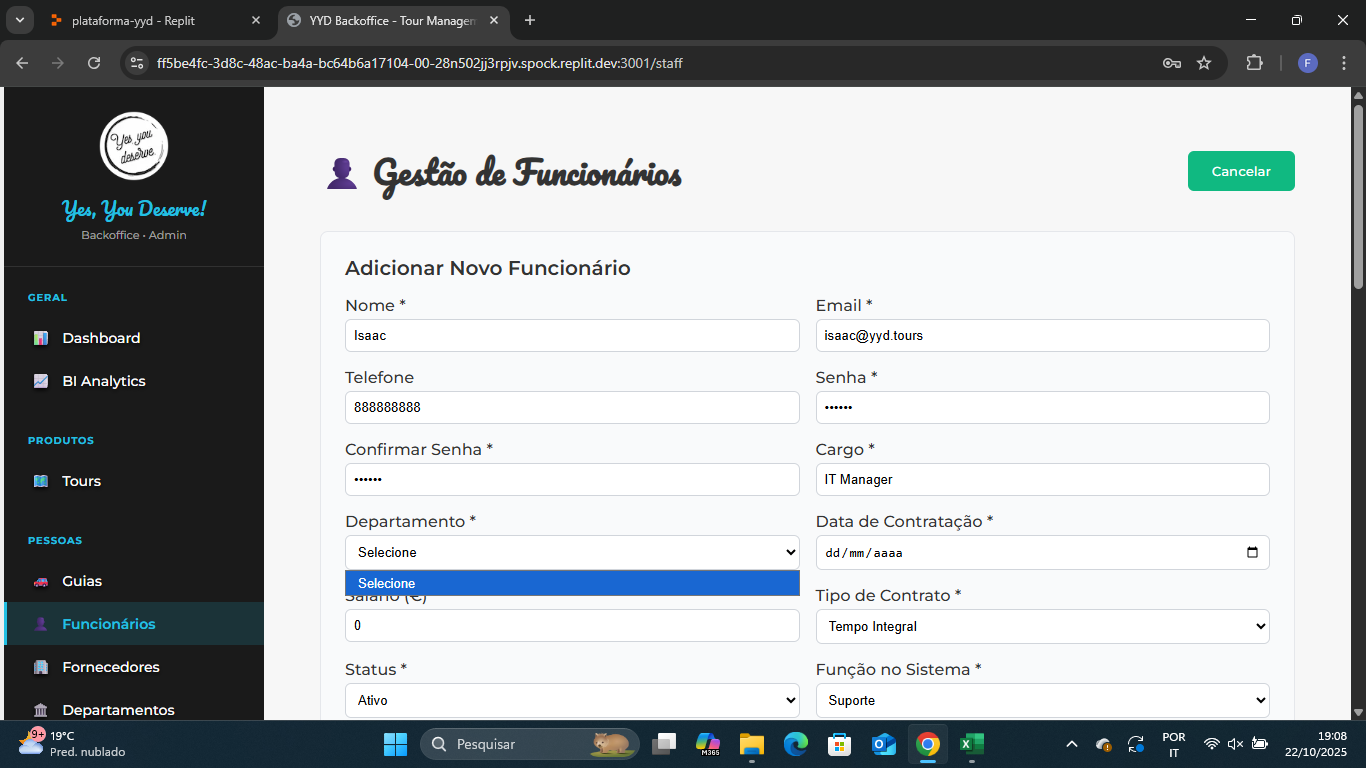 plataforma-yyd - Replit
YYD Backoffice - Tour Managem
ff5be4fc-3d8c-48ac-ba4a-bc64b6a17104-00-28n502jj3rpjv.spock.replit.dev:3001/staff
F
Yes, you
deserve.
Yes, You Deserve!
Backoffice • Admin
GERAL
Dashboard
BI Analytics
PRODUTOS
Tours
PESSOAS
Guias
Funcionários
Fornecedores
Departamentos
Gestão de Funcionários
Cancelar
Adicionar Novo Funcionário
Nome *
Email *
Isaac
isaac@yyd.tours
Telefone
Senha *
888888888
••••••
Confirmar Senha *
Cargo *
••••••
IT Manager
Departamento *
Data de Contratação *
Selecione
dd/mm/aaaa
Selecione
Salário (€)
Tipo de Contrato *
0
Tempo Integral
Status *
Função no Sistema *
Ativo
Suporte
9+
19°C
Pred. nublado
Pesquisar
M365
POR
IT
19:08
22/10/2025